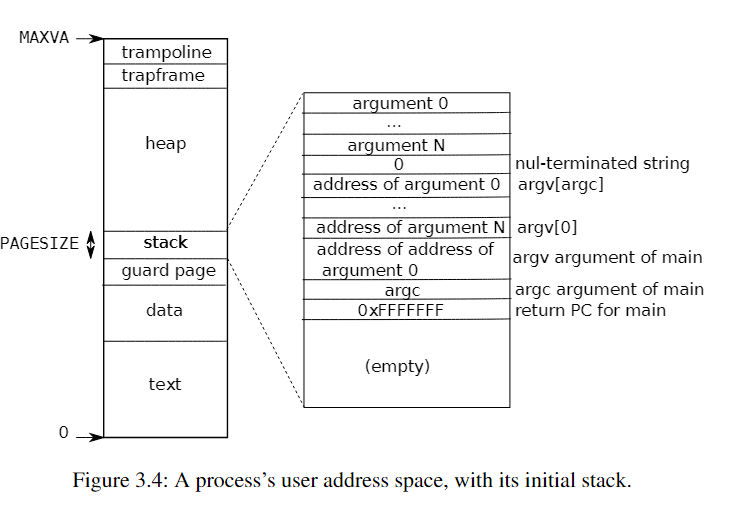 MAXVA
trampoline
trapframe
heap
PAGESIZE
stack
guard page
data
text
0
argument 0
...
argument N
0
nul-terminated string
address of argument 0
argv[argc]
...
address of argument N
argv[0]
address of address of
argument 0
argv argument of main
argc
argc argument of main
0xFFFFFFF
return PC for main
(empty)
Figure 3.4: A process’s user address space, with its initial stack.